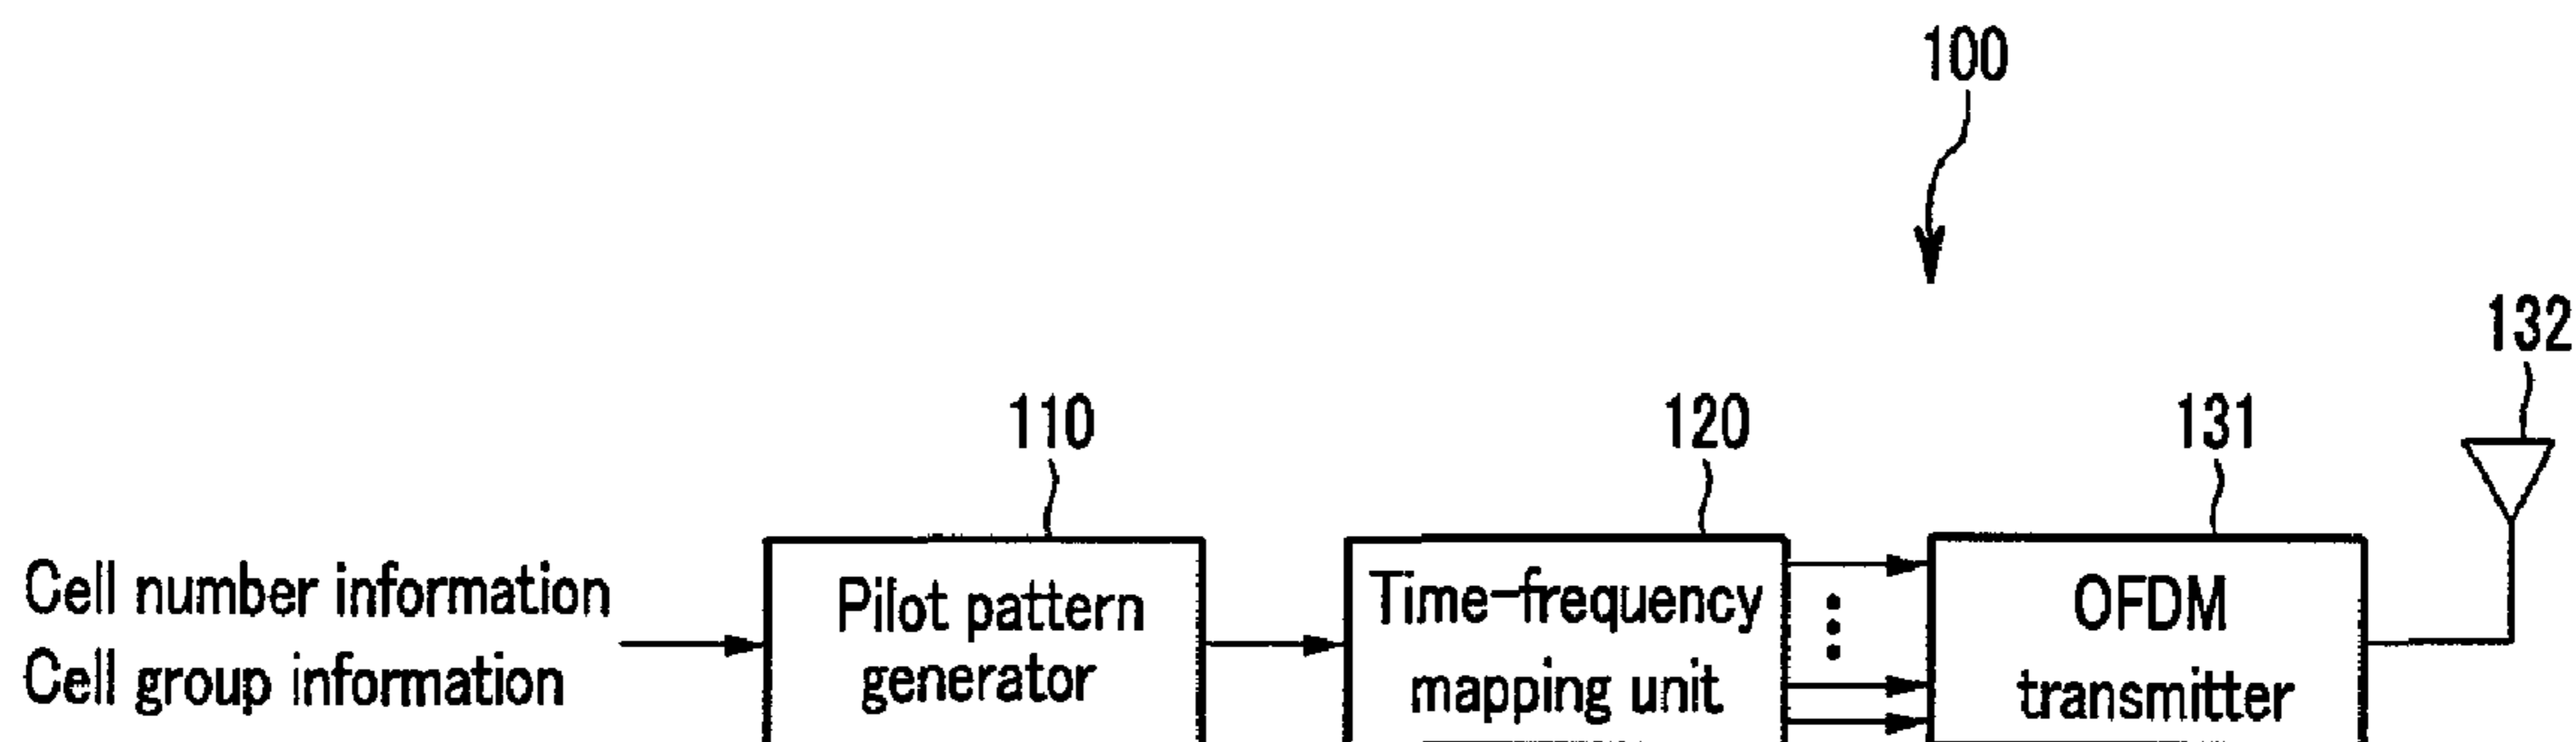 100
132
110
120
131
Cell number information
Cell group information
Pilot pattern
generator
Time-frequency
mapping unit
OFDM
transmitter